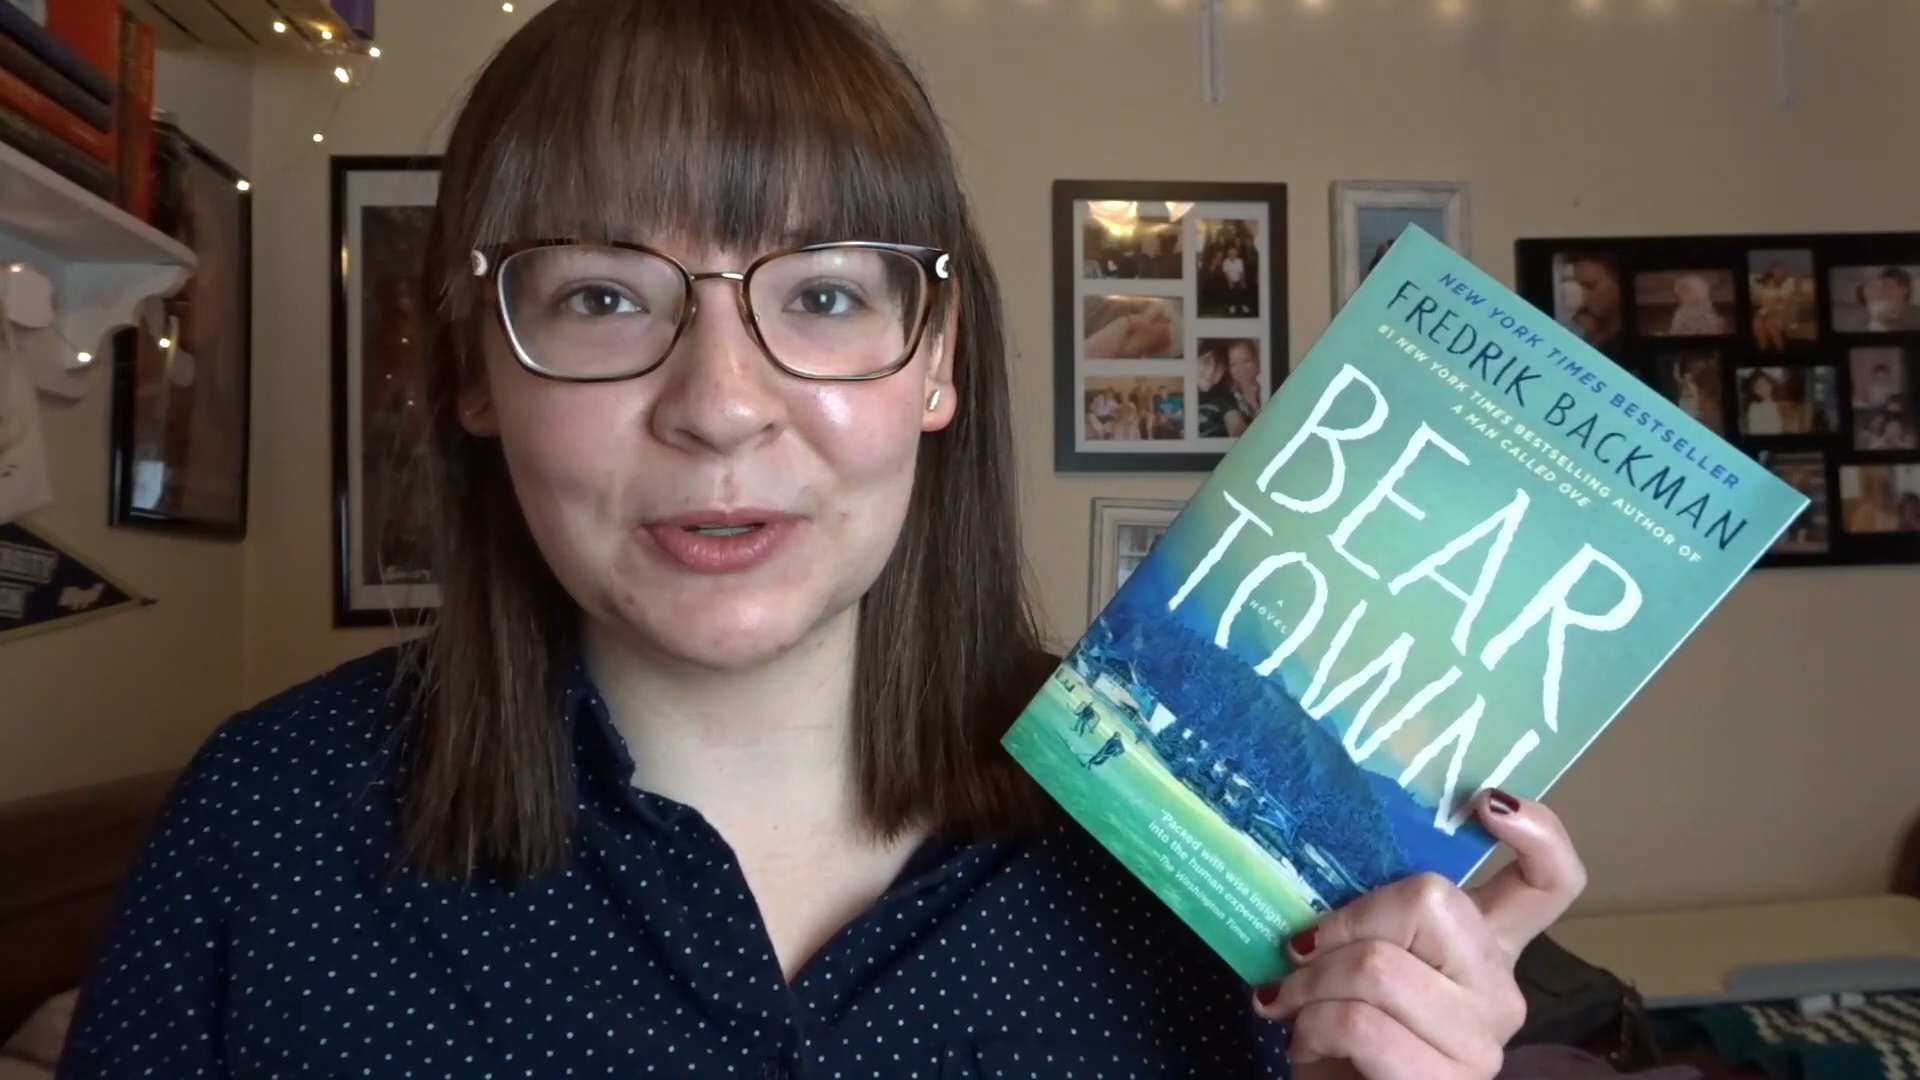 NEW YORK TIMES BESTSELLER
FREDRIK BACKMAN
#1 NEW YORK TIMES BESTSELLING AUTHOR OF
A MAN CALLED OVE
BEAR
TOWN
A
NOVEL
"Packed with wise insights
into the human experience
—The Washington Times